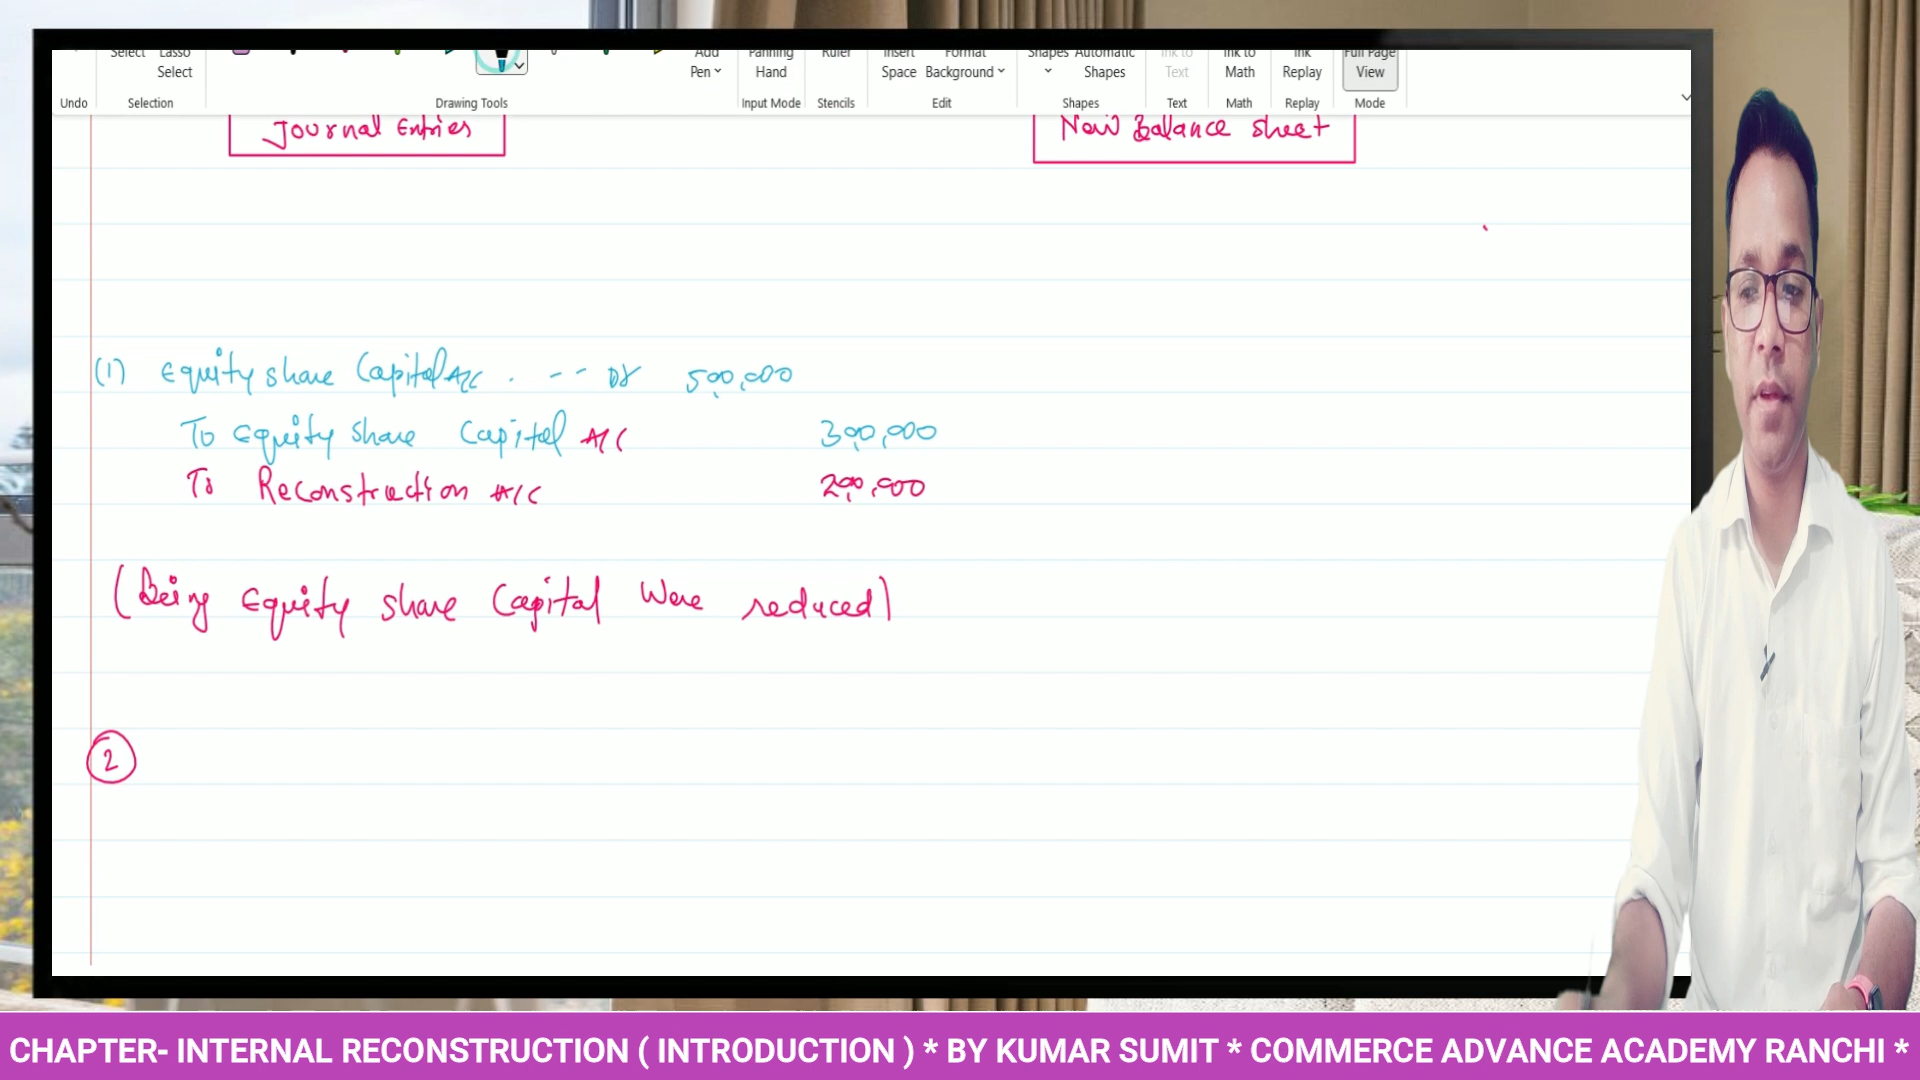 Select Lasso Select Add Pen Panning Hand Ruler Insert Space Format Background Shapes Automatic Shapes Ink to Text Ink to Math Ink Replay Full Page View
Undo Selection Drawing Tools Input Mode Stencils Edit Shapes Text Math Replay Mode
Journal Entries New Balance sheet
(1) Equity share Capital A/c . -- Dr 500,000
To Equity share Capital A/C 300,000
To Reconstruction A/C 200,000
(Being Equity share Capital Were reduced)
2
CHAPTER- INTERNAL RECONSTRUCTION ( INTRODUCTION ) * BY KUMAR SUMIT * COMMERCE ADVANCE ACADEMY RANCHI *